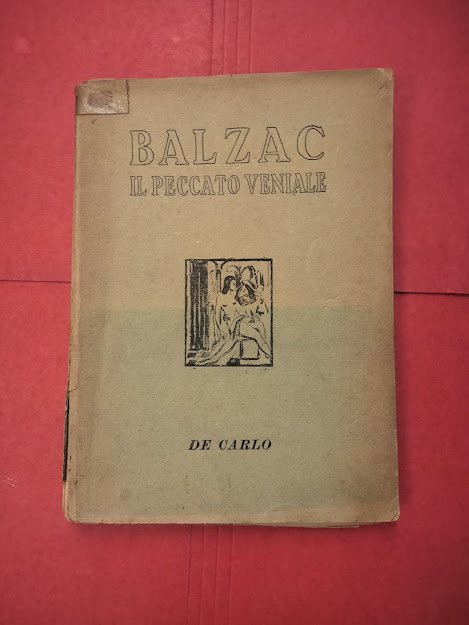 BALZAC
IL PECCATO VENIALE
DE CARLO